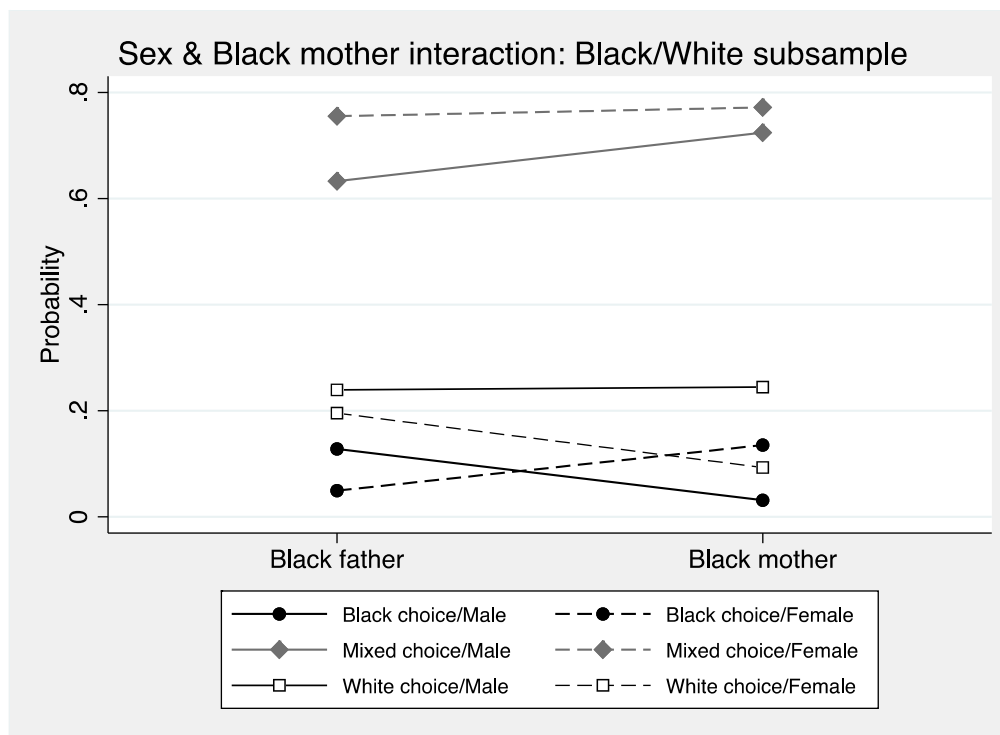 Sex & Black mother interaction: Black/White subsample
Probability
.8
.6
.4
.2
0
Black father
Black mother
Black choice/Male
Black choice/Female
Mixed choice/Male
Mixed choice/Female
White choice/Male
White choice/Female